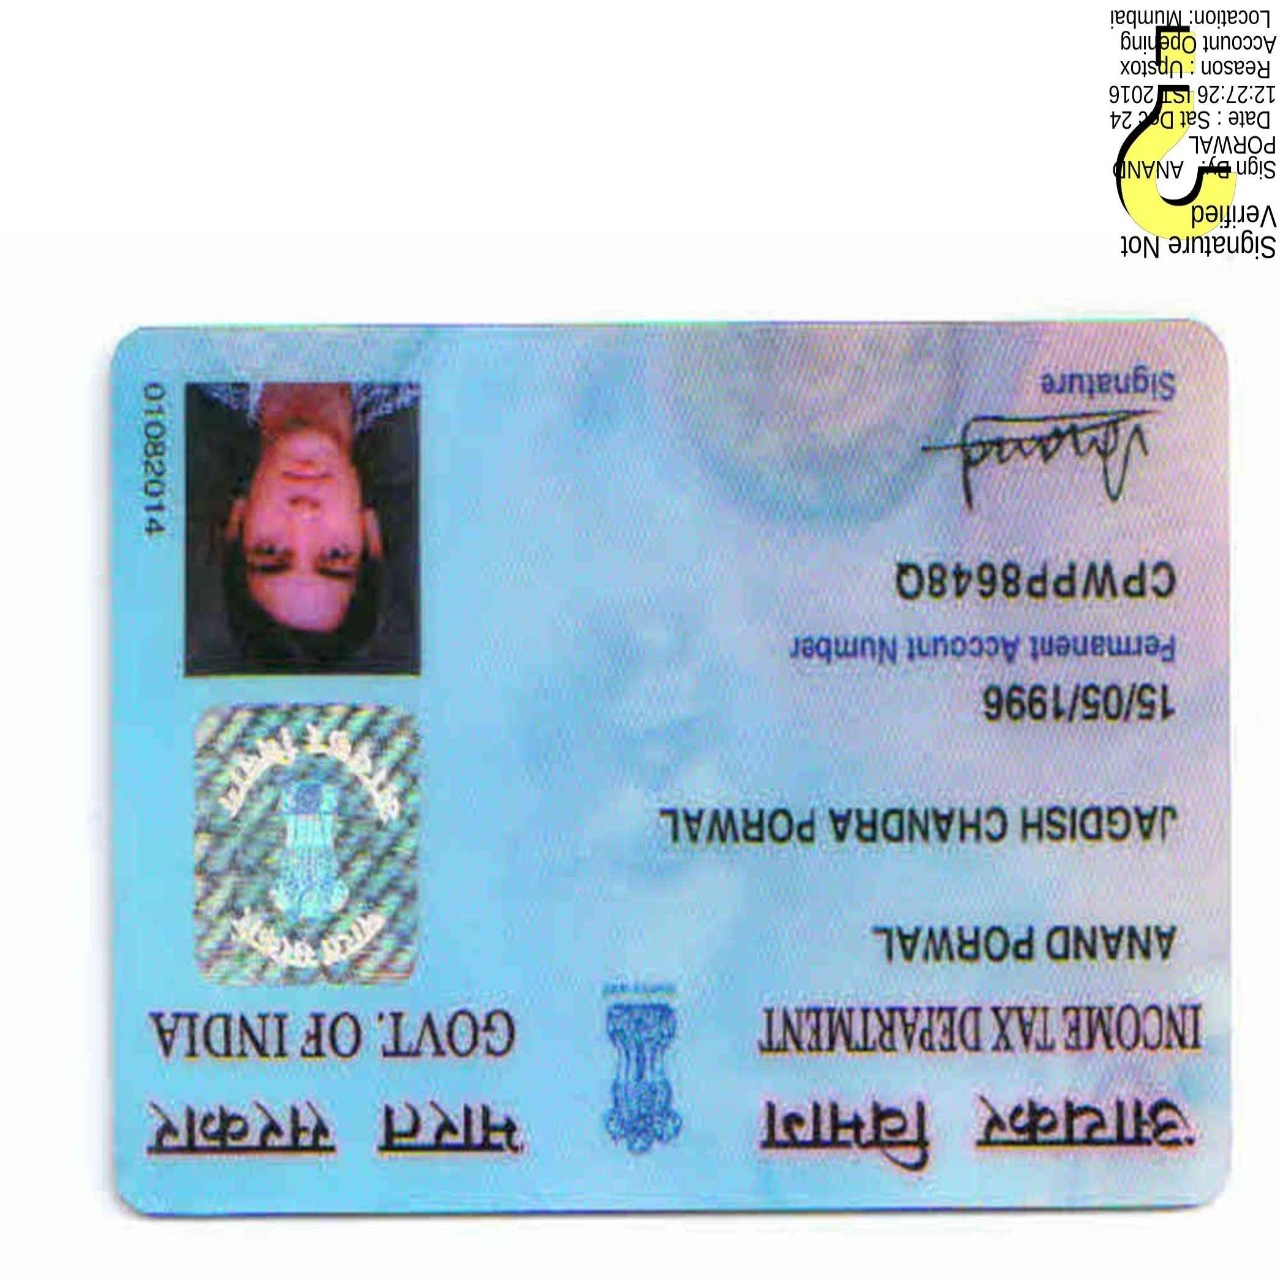 आयकर विभाग
INCOME TAX DEPARTMENT
भारत सरकार
GOVT. OF INDIA
ANAND PORWAL
JAGDISH CHANDRA PORWAL
15/05/1996
Permanent Account Number
CPWPP8648Q
Anand
Signature
01082014
Signature Not
Verified
Sign By: ANAND
PORWAL
Date : Sat Dec 24
12:27:26 IST 2016
Reason : Upstox
Account Opening
Location: Mumbai